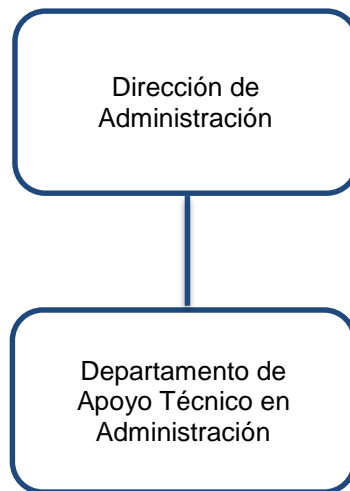 Dirección de
Administración
Departamento de
Apoyo Técnico en
Administración